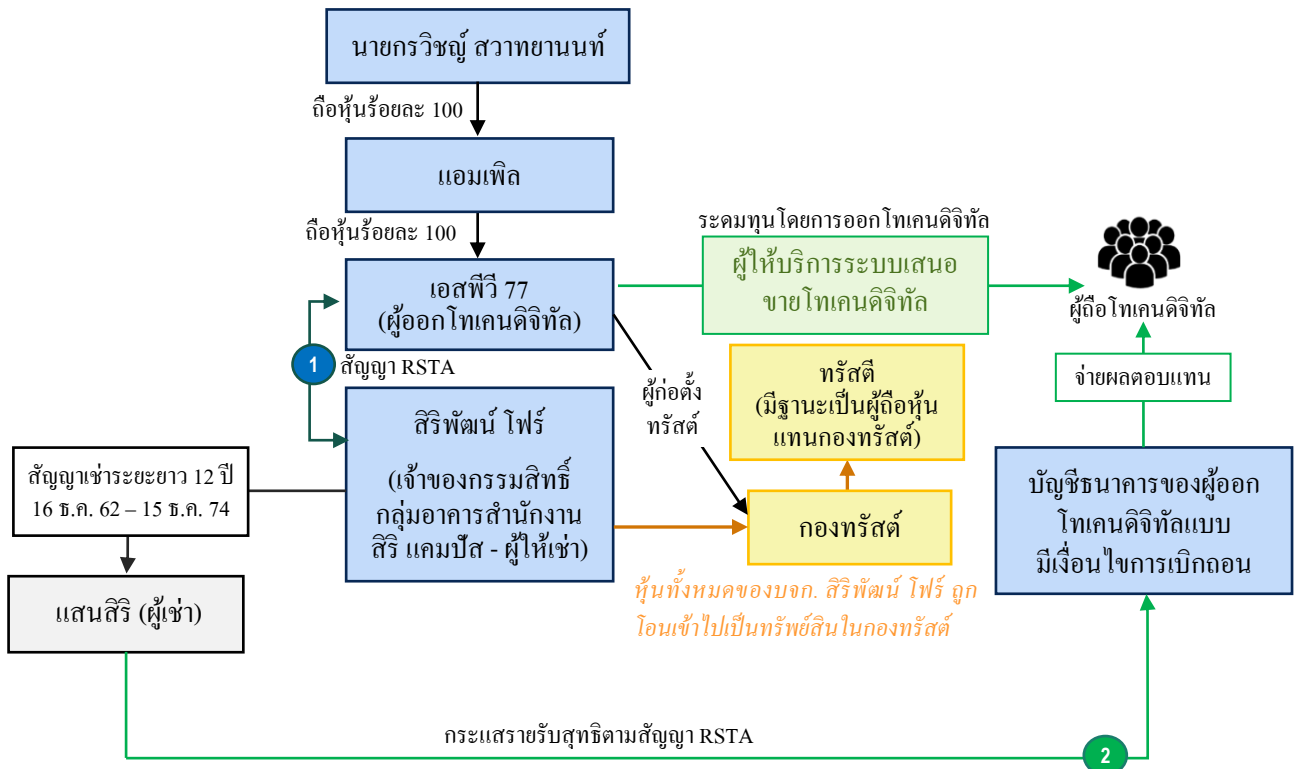 นายกรวิชญ์ สวาทยานนท์
ถือหุ้นร้อยละ 100
แอมเพิล
ถือหุ้นร้อยละ 100
ระดมทุนโดยการออกโทเคนดิจิทัล
เอสพีวี 77
(ผู้ออกโทเคนดิจิทัล)
ผู้ให้บริการระบบเสนอ
ขายโทเคนดิจิทัล
ผู้ถือโทเคนดิจิทัล
1
สัญญา RSTA
ผู้ก่อตั้ง
ทรัสต์
ทรัสตี
(มีฐานะเป็นผู้ถือหุ้น
แทนกองทรัสต์)
จ่ายผลตอบแทน
สิริพัฒน์ โฟร์
(เจ้าของกรรมสิทธิ์
กลุ่มอาคารสำนักงาน
สิริ แคมปัส - ผู้ให้เช่า)
สัญญาเช่าระยะยาว 12 ปี
16 ธ.ค. 62 – 15 ธ.ค. 74
กองทรัสต์
บัญชีธนาคารของผู้ออก
โทเคนดิจิทัลแบบ
มีเงื่อนไขการเบิกถอน
หุ้นทั้งหมดของบจก. สิริพัฒน์ โฟร์ ถูก
โอนเข้าไปเป็นทรัพย์สินในกองทรัสต์
แสนสิริ (ผู้เช่า)
กระแสรายรับสุทธิตามสัญญา RSTA
2